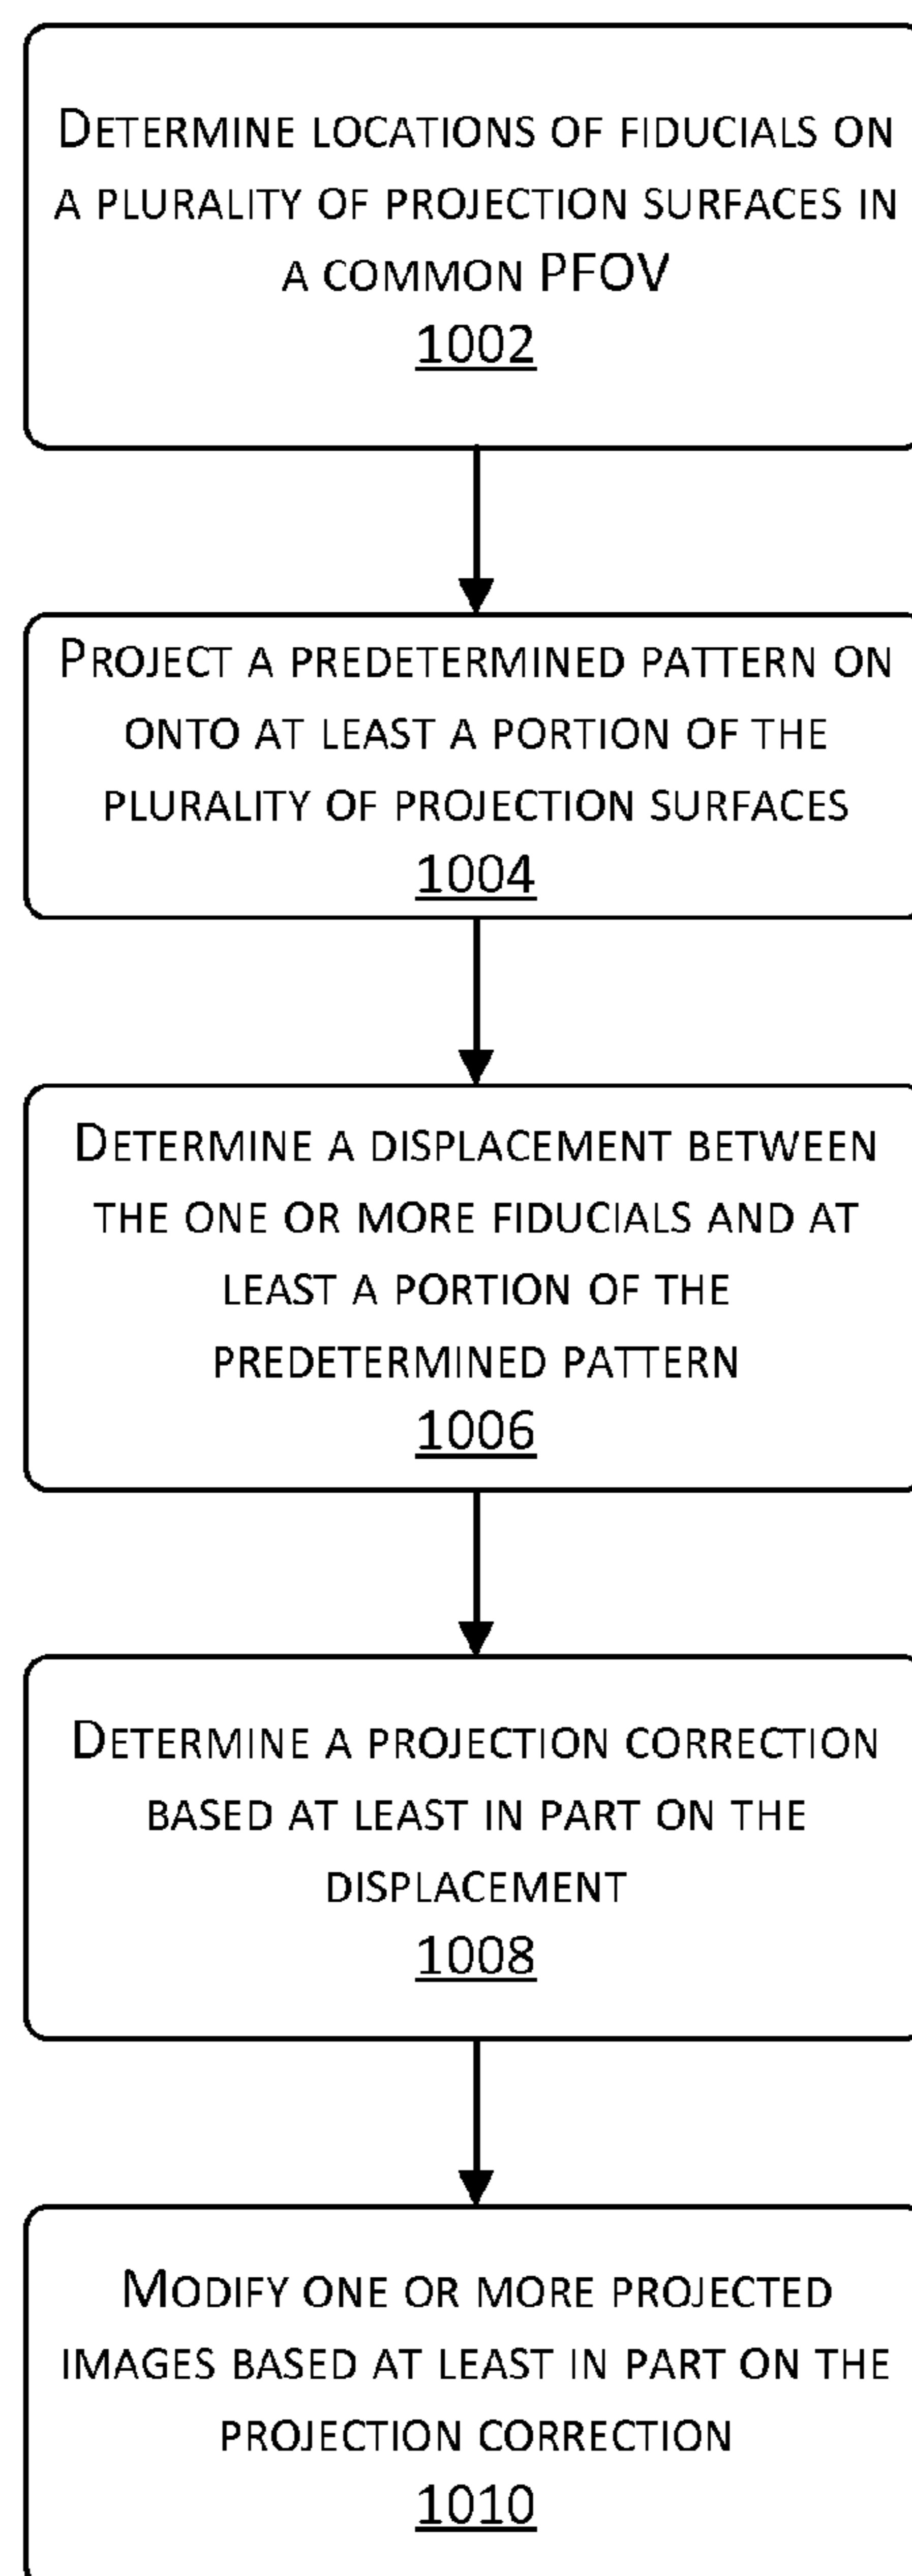 DETERMINE LOCATIONS OF FIDUCIALS ON
A PLURALITY OF PROJECTION SURFACES IN
A COMMON PFOV
1002
PROJECT A PREDETERMINED PATTERN ON
ONTO AT LEAST A PORTION OF THE
PLURALITY OF PROJECTION SURFACES
1004
DETERMINE A DISPLACEMENT BETWEEN
THE ONE OR MORE FIDUCIALS AND AT
LEAST A PORTION OF THE
PREDETERMINED PATTERN
1006
DETERMINE A PROJECTION CORRECTION
BASED AT LEAST IN PART ON THE
DISPLACEMENT
1008
MODIFY ONE OR MORE PROJECTED
IMAGES BASED AT LEAST IN PART ON THE
PROJECTION CORRECTION
1010